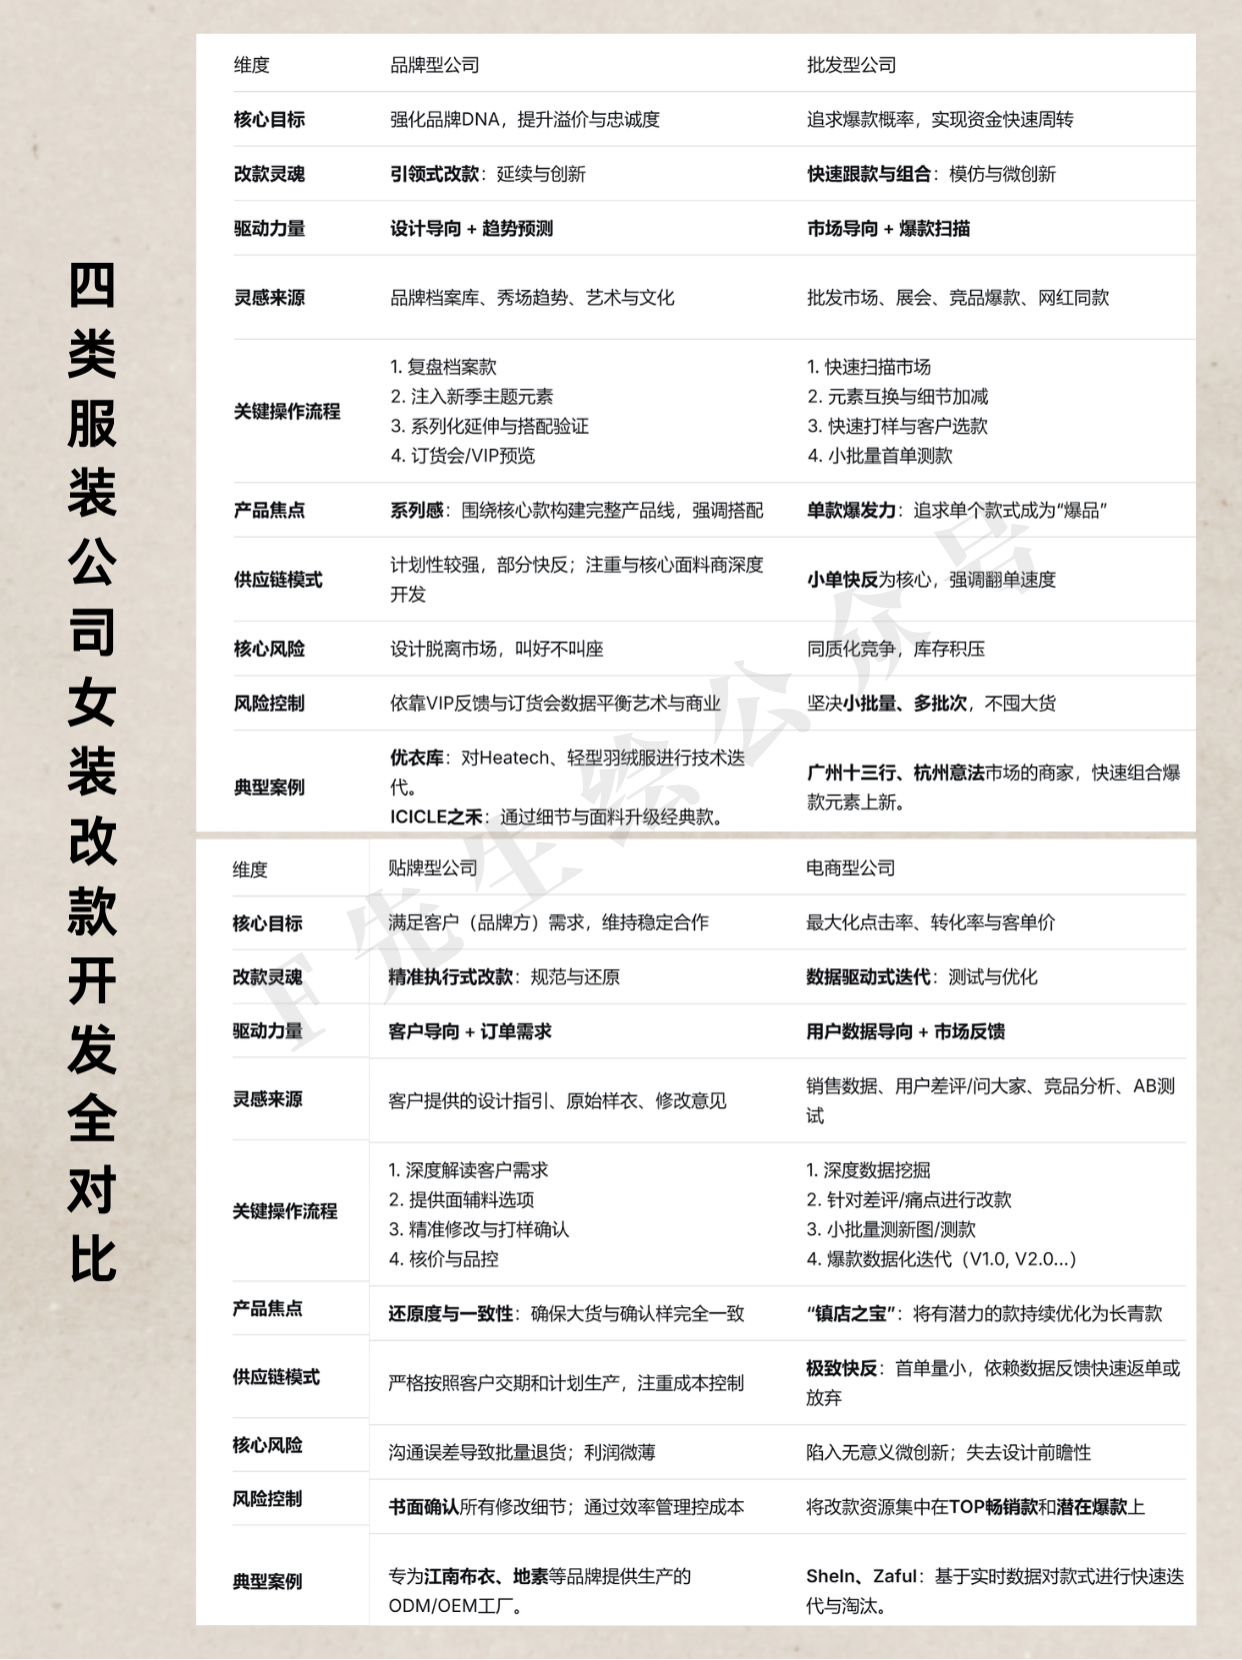 四类服装公司女装改款开发全对比
维度 品牌型公司 批发型公司
核心目标 强化品牌DNA，提升溢价与忠诚度 追求爆款概率，实现资金快速周转
改款灵魂 引领式改款：延续与创新 快速跟款与组合：模仿与微创新
驱动力量 设计导向 + 趋势预测 市场导向 + 爆款扫描
灵感来源 品牌档案库、秀场趋势、艺术与文化 批发市场、展会、竞品爆款、网红同款
关键操作流程
1. 复盘档案款
2. 注入新季主题元素
3. 系列化延伸与搭配验证
4. 订货会/VIP预览
1. 快速扫描市场
2. 元素互换与细节加减
3. 快速打样与客户选款
4. 小批量首单测款
产品焦点 系列感：围绕核心款构建完整产品线，强调搭配 单款爆发力：追求单个款式成为“爆品”
供应链模式
计划性较强，部分快反；注重与核心面料商深度
开发
小单快反为核心，强调翻单速度
核心风险 设计脱离市场，叫好不叫座 同质化竞争，库存积压
风险控制 依靠VIP反馈与订货会数据平衡艺术与商业 坚决小批量、多批次，不囤大货
典型案例
优衣库：对Heatech、轻型羽绒服进行技术迭
代。
ICICLE之禾：通过细节与面料升级经典款。
广州十三行、杭州意法市场的商家，快速组合爆
款元素上新。
维度 贴牌型公司 电商型公司
核心目标 满足客户（品牌方）需求，维持稳定合作 最大化点击率、转化率与客单价
改款灵魂 精准执行式改款：规范与还原 数据驱动式迭代：测试与优化
驱动力量 客户导向 + 订单需求 用户数据导向 + 市场反馈
灵感来源 客户提供的设计指引、原始样衣、修改意见
销售数据、用户差评/问大家、竞品分析、AB测
试
关键操作流程
1. 深度解读客户需求
2. 提供面辅料选项
3. 精准修改与打样确认
4. 核价与品控
1. 深度数据挖掘
2. 针对差评/痛点进行改款
3. 小批量测新图/测款
4. 爆款数据化迭代（V1.0, V2.0...）
产品焦点 还原度与一致性：确保大货与确认样完全一致 “镇店之宝”：将有潜力的款持续优化为长青款
供应链模式 严格按照客户交期和计划生产，注重成本控制
极致快反：首单量小，依赖数据反馈快速返单或
放弃
核心风险 沟通误差导致批量退货；利润微薄 陷入无意义微创新；失去设计前瞻性
风险控制 书面确认所有修改细节；通过效率管理控成本 将改款资源集中在TOP畅销款和潜在爆款上
典型案例
专为江南布衣、地素等品牌提供生产的
ODM/OEM工厂。
SheIn、Zaful：基于实时数据对款式进行快速迭
代与淘汰。
F先生绘公众号